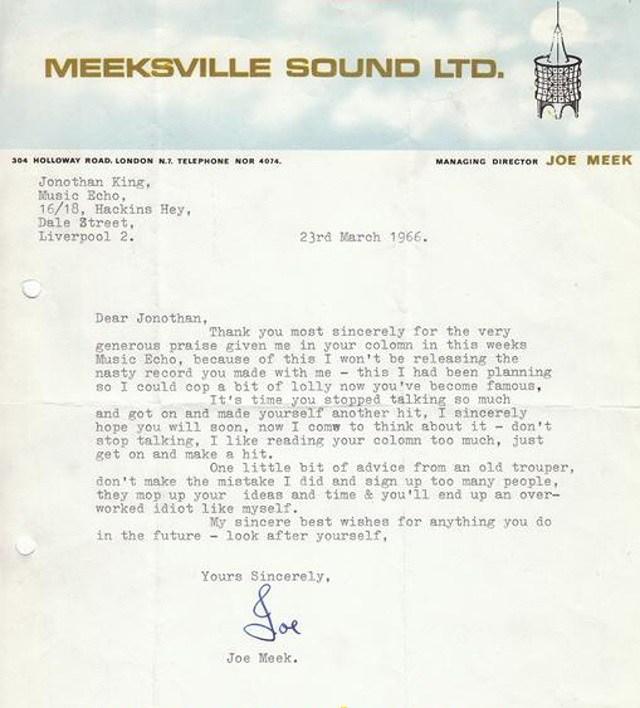 MEEKSVILLE SOUND LTD.
304 HOLLOWAY ROAD. LONDON N.7. TELEPHONE NOR 4074.
MANAGING DIRECTOR JOE MEEK
Jonothan King,
Music Echo,
16/18, Hackins Hey,
Dale Street,
Liverpool 2.
23rd March 1966.
Dear Jonothan,
Thank you most sincerely for the very
generous praise given me in your colomn in this weeks
Music Echo, because of this I won't be releasing the
nasty record you made with me - this I had been planning
so I could cop a bit of lolly now you've become famous,
It's time you stopped talking so much
and got on and made yourself another hit, I sincerely
hope you will soon, now I comw to think about it - don't
stop talking, I like reading your colomn too much, just
get on and make a hit.
One little bit of advice from an old trouper,
don't make the mistake I did and sign up too many people,
they mop up your ideas and time & you'll end up an over-
worked idiot like myself.
My sincere best wishes for anything you do
in the future - look after yourself,
Yours Sincerely,
Joe
Joe Meek.